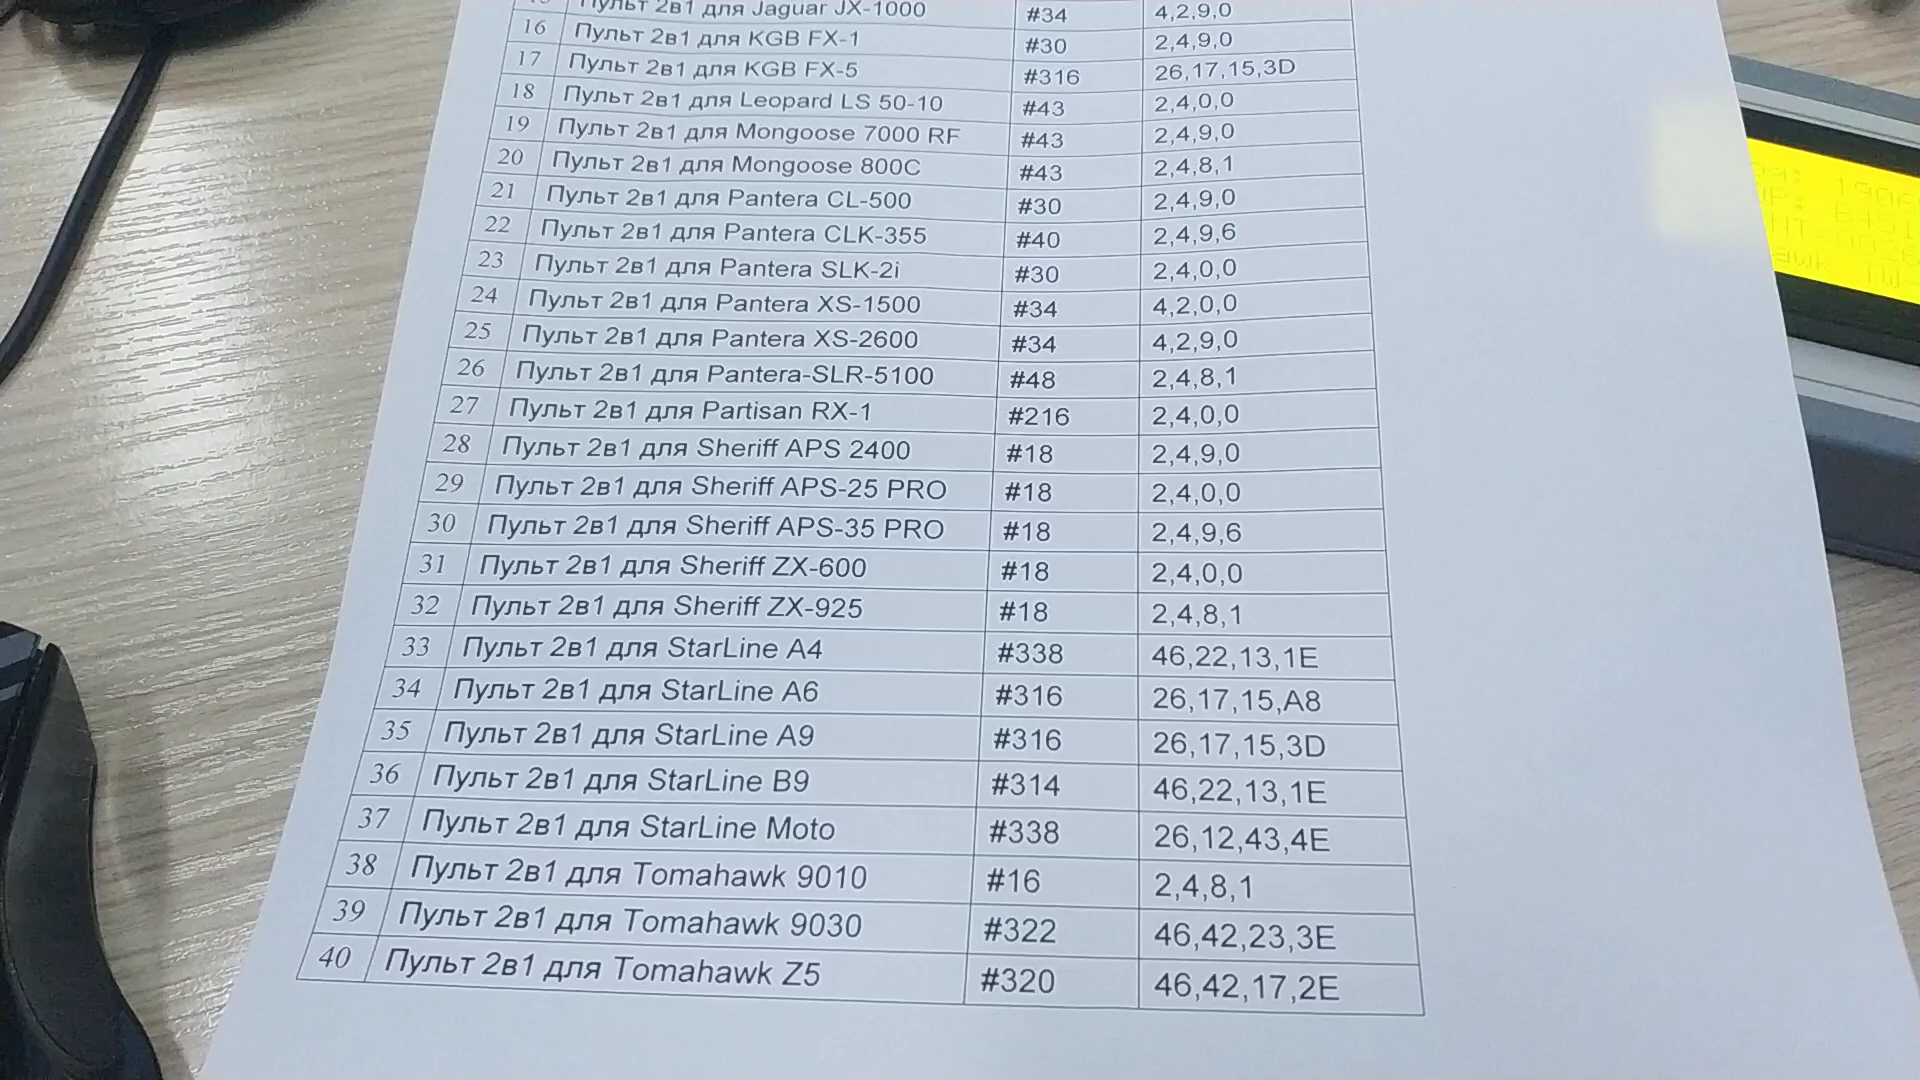 Пульт 2в1 для Jaguar JX-1000 #34 4,2,9,0
16 Пульт 2в1 для KGB FX-1 #30 2,4,9,0
17 Пульт 2в1 для KGB FX-5 #316 26,17,15,3D
18 Пульт 2в1 для Leopard LS 50-10 #43 2,4,0,0
19 Пульт 2в1 для Mongoose 7000 RF #43 2,4,9,0
20 Пульт 2в1 для Mongoose 800C #43 2,4,8,1
21 Пульт 2в1 для Pantera CL-500 #30 2,4,9,0
22 Пульт 2в1 для Pantera CLK-355 #40 2,4,9,6
23 Пульт 2в1 для Pantera SLK-2i #30 2,4,0,0
24 Пульт 2в1 для Pantera XS-1500 #34 4,2,0,0
25 Пульт 2в1 для Pantera XS-2600 #34 4,2,9,0
26 Пульт 2в1 для Pantera-SLR-5100 #48 2,4,8,1
27 Пульт 2в1 для Partisan RX-1 #216 2,4,0,0
28 Пульт 2в1 для Sheriff APS 2400 #18 2,4,9,0
29 Пульт 2в1 для Sheriff APS-25 PRO #18 2,4,0,0
30 Пульт 2в1 для Sheriff APS-35 PRO #18 2,4,9,6
31 Пульт 2в1 для Sheriff ZX-600 #18 2,4,0,0
32 Пульт 2в1 для Sheriff ZX-925 #18 2,4,8,1
33 Пульт 2в1 для StarLine A4 #338 46,22,13,1E
34 Пульт 2в1 для StarLine A6 #316 26,17,15,A8
35 Пульт 2в1 для StarLine A9 #316 26,17,15,3D
36 Пульт 2в1 для StarLine B9 #314 46,22,13,1E
37 Пульт 2в1 для StarLine Moto #338 26,12,43,4E
38 Пульт 2в1 для Tomahawk 9010 #16 2,4,8,1
39 Пульт 2в1 для Tomahawk 9030 #322 46,42,23,3E
40 Пульт 2в1 для Tomahawk Z5 #320 46,42,17,2E